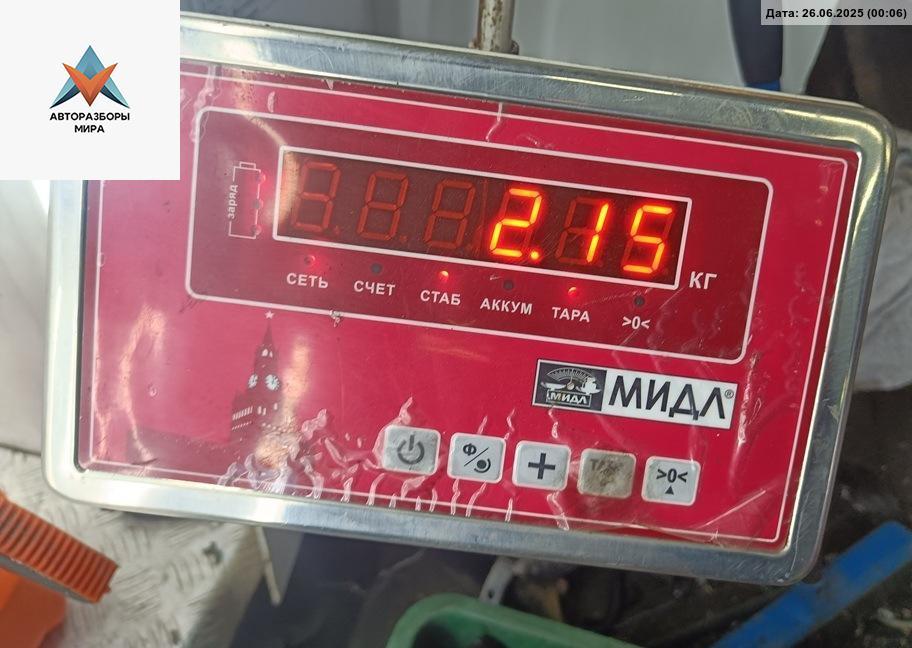 Дата: 26.06.2025 (00:06)
АВТОРАЗБОРЫ
МИРА
заряд
2.15
КГ
СЕТЬ СЧЕТ СТАБ АККУМ ТАРА >0<
МИДЛ МИДЛ®
Ф + >0<